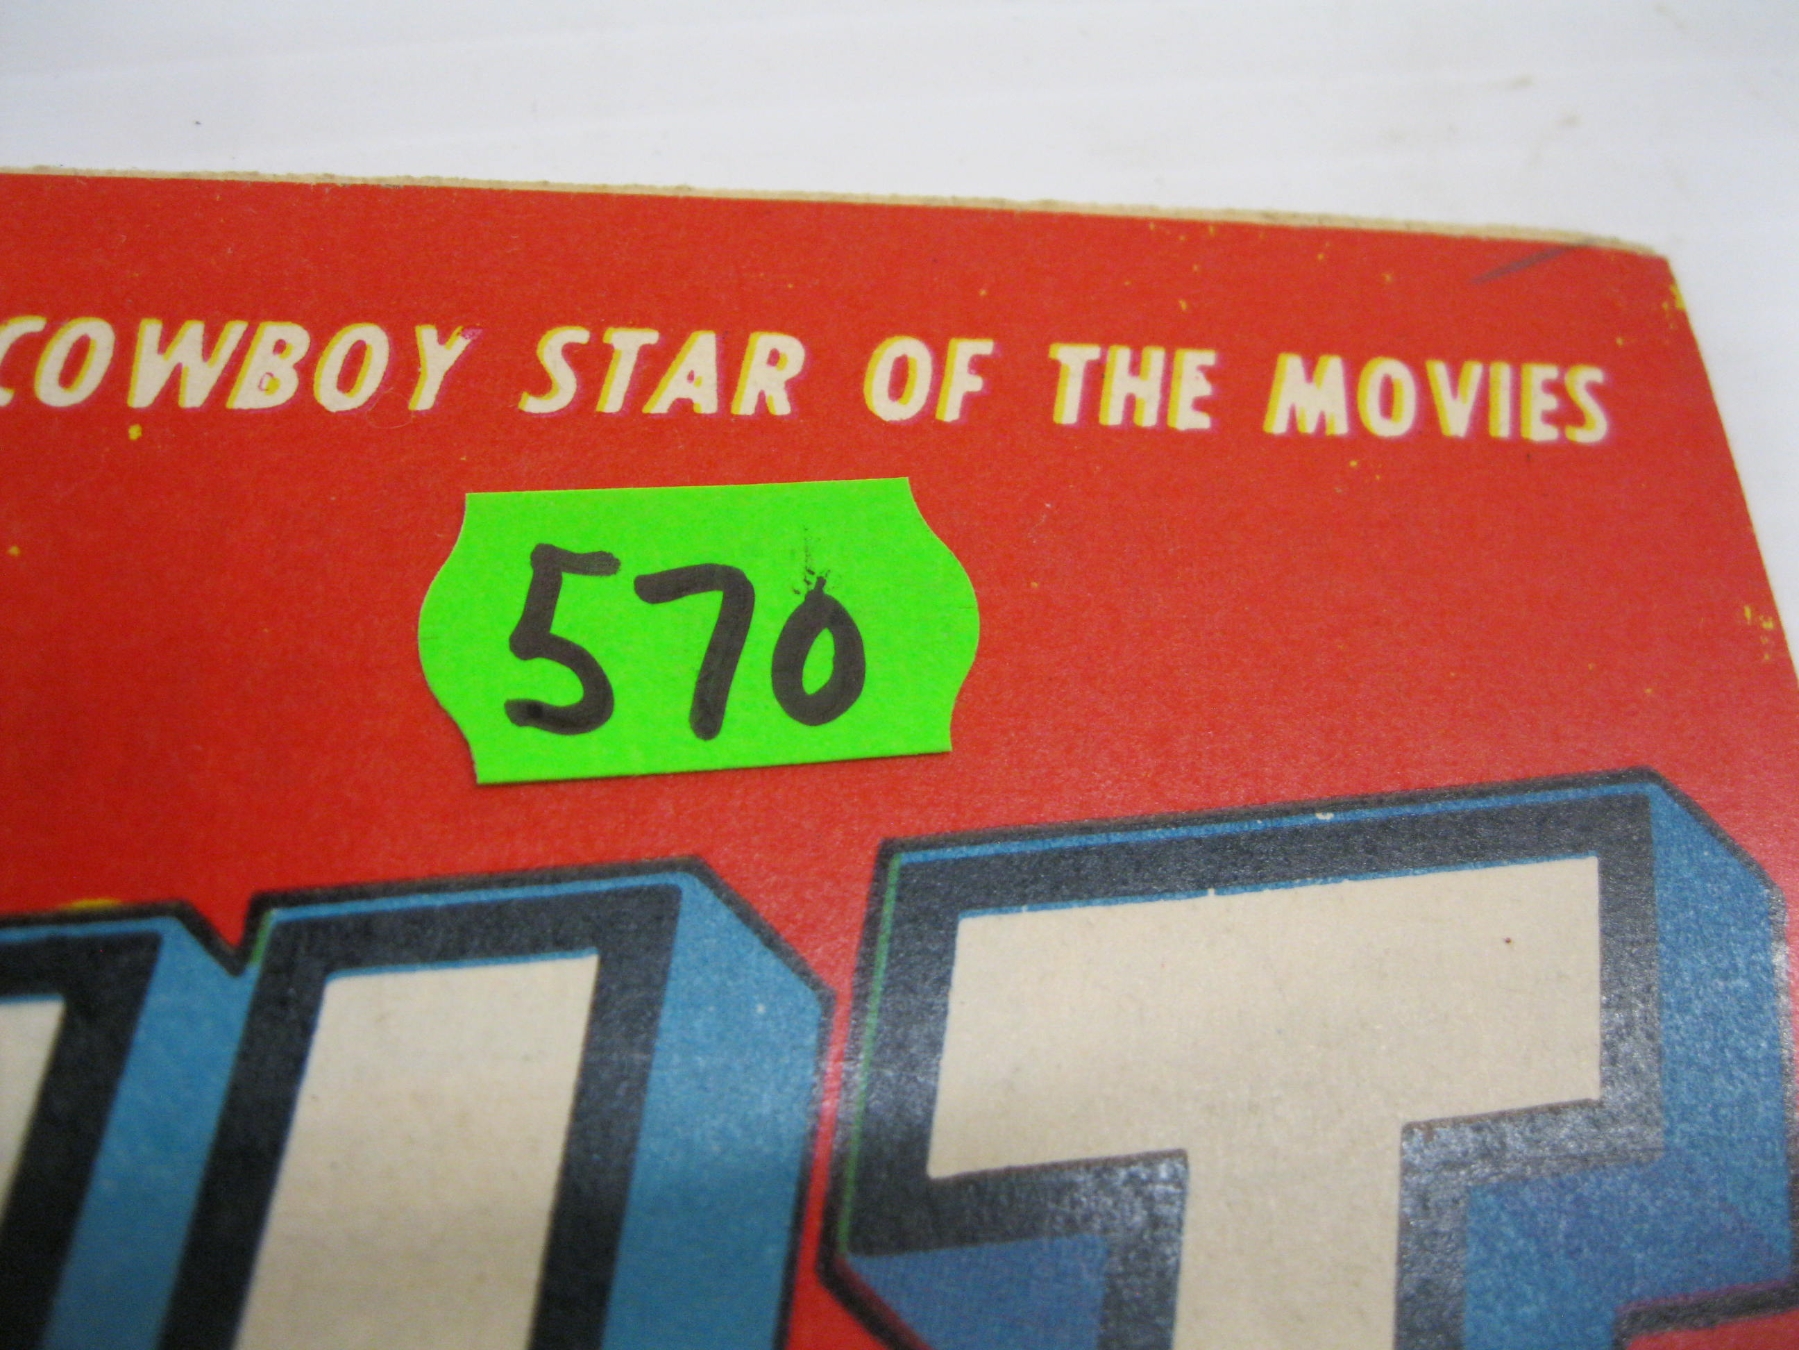 COWBOY STAR OF THE MOVIES
570